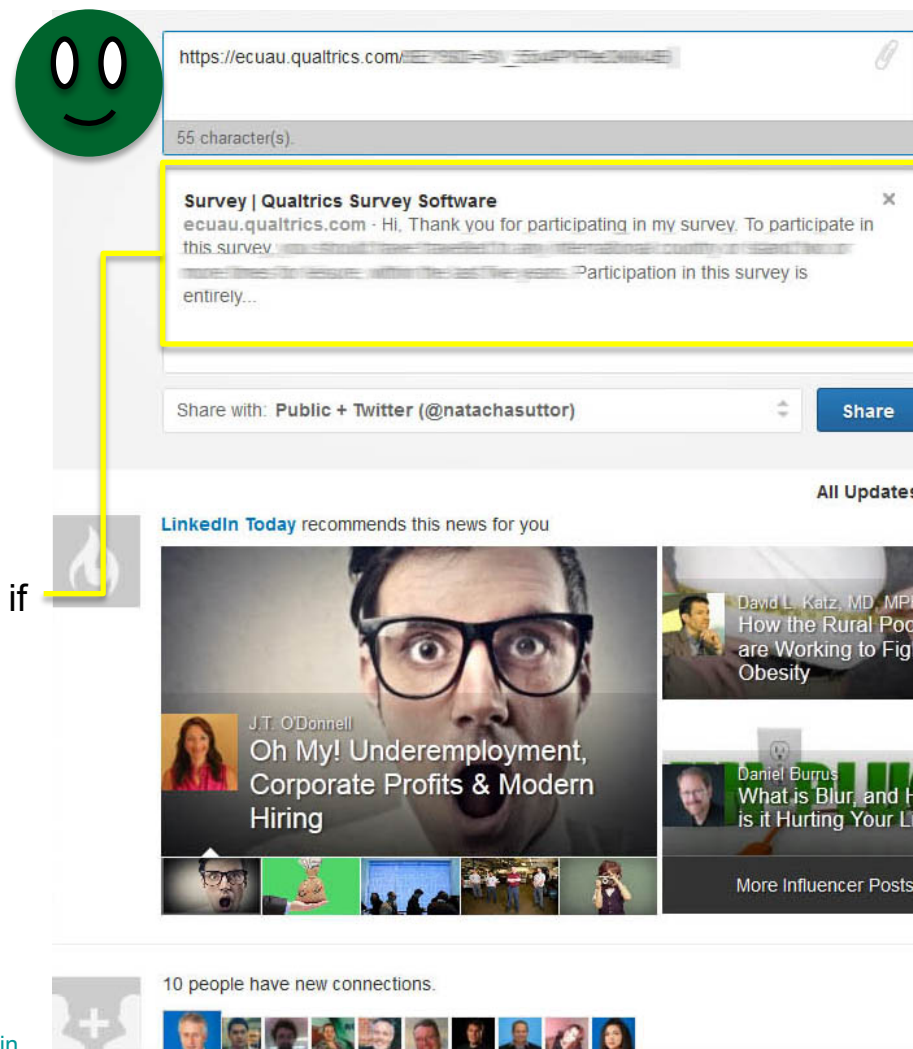 https://ecuau.qualtrics.com/
55 character(s).
Survey | Qualtrics Survey Software
ecuau.qualtrics.com · Hi, Thank you for participating in my survey. To participate in
this survey
Participation in this survey is
entirely...
Share with: Public + Twitter (@natachasuttor)
Share
All Updates
LinkedIn Today recommends this news for you
if
J.T. O'Donnell
Oh My! Underemployment,
Corporate Profits & Modern
Hiring
David L. Katz, MD, MP
How the Rural Poo
are Working to Fig
Obesity
Daniel Burrus
What is Blur, and H
is it Hurting Your Li
More Influencer Posts
10 people have new connections.
in